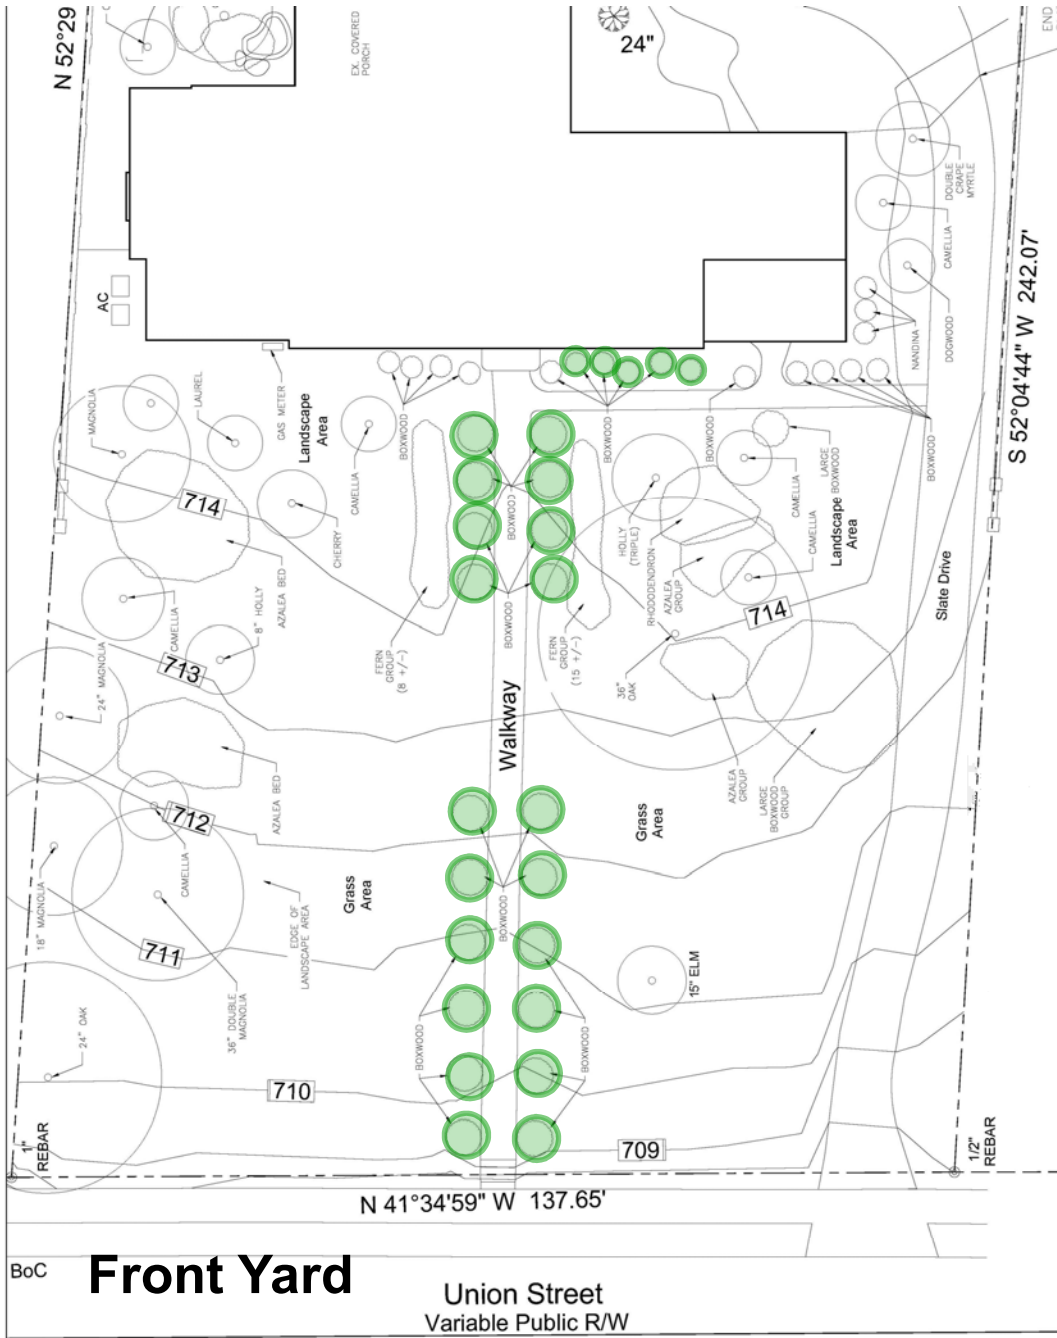 N 52°29
EX. COVERED
PORCH
24"
END
DOUBLE
CRAPE
MYRTLE
CAMELLIA
S 52°04'44" W 242.07'
AC
NANDINA
DOGWOOD
MAGNOLIA
LAUREL
GAS METER
Landscape
Area
CAMELLIA
BOXWOOD
BOXWOOD
BOXWOOD
BOXWOOD
LARGE
BOXWOOD
CAMELLIA
CAMELLIA
Landscape
Area
714
CHERRY
BOXWOOD
HOLLY
(TRIPLE)
RHODODENDRON
AZALEA
GROUP
714
Slate Drive
AZALEA BED
8" HOLLY
CAMELLIA
713
24" MAGNOLIA
FERN
GROUP
(8 +/-)
BOXWOOD
FERN
GROUP
(15 +/-)
36"
OAK
Walkway
AZALEA
GROUP
LARGE
BOXWOOD
GROUP
AZALEA BED
712
CAMELLIA
Grass
Area
Grass
Area
18" MAGNOLIA
EDGE OF
LANDSCAPE AREA
BOXWOOD
711
15" ELM
36" DOUBLE
MAGNOLIA
24" OAK
BOXWOOD
BOXWOOD
710
709
1"
REBAR
1/2"
REBAR
N 41°34'59" W 137.65'
BoC
Front Yard
Union Street
Variable Public R/W